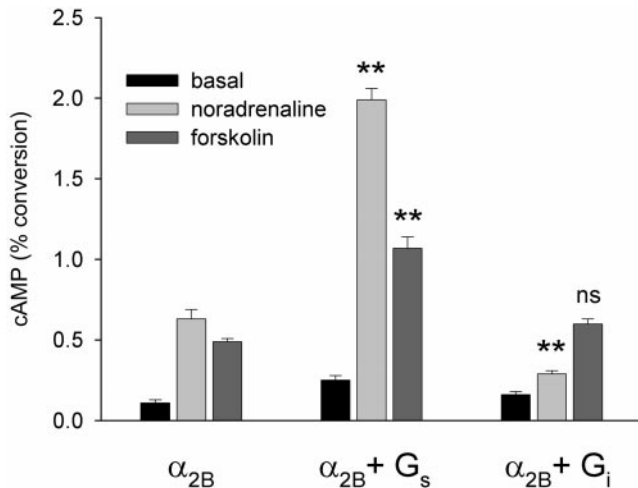 2.5
2.0
1.5
1.0
0.5
0.0
cAMP (% conversion)
basal
noradrenaline
forskolin
**
**
**
ns
α2B
α2B + Gs
α2B + Gi